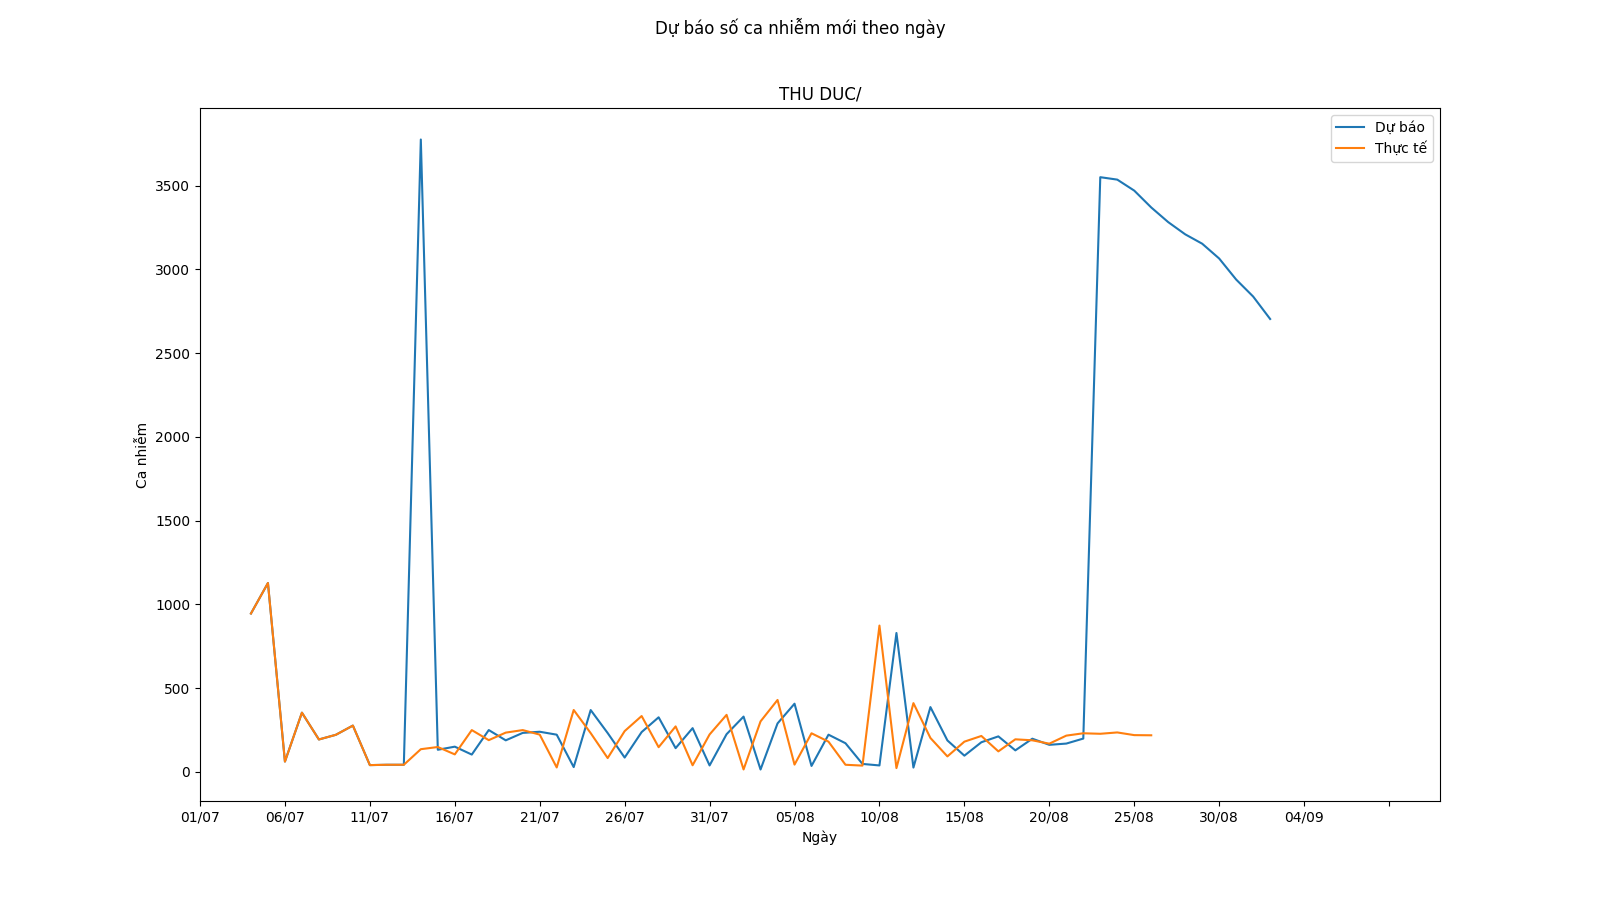 Dự báo số ca nhiễm mới theo ngày
THU DUC/
Dự báo
Thực tế
3500
3000
2500
2000
1500
1000
500
0
Ca nhiễm
01/07 06/07 11/07 16/07 21/07 26/07 31/07 05/08 10/08 15/08 20/08 25/08 30/08 04/09
Ngày